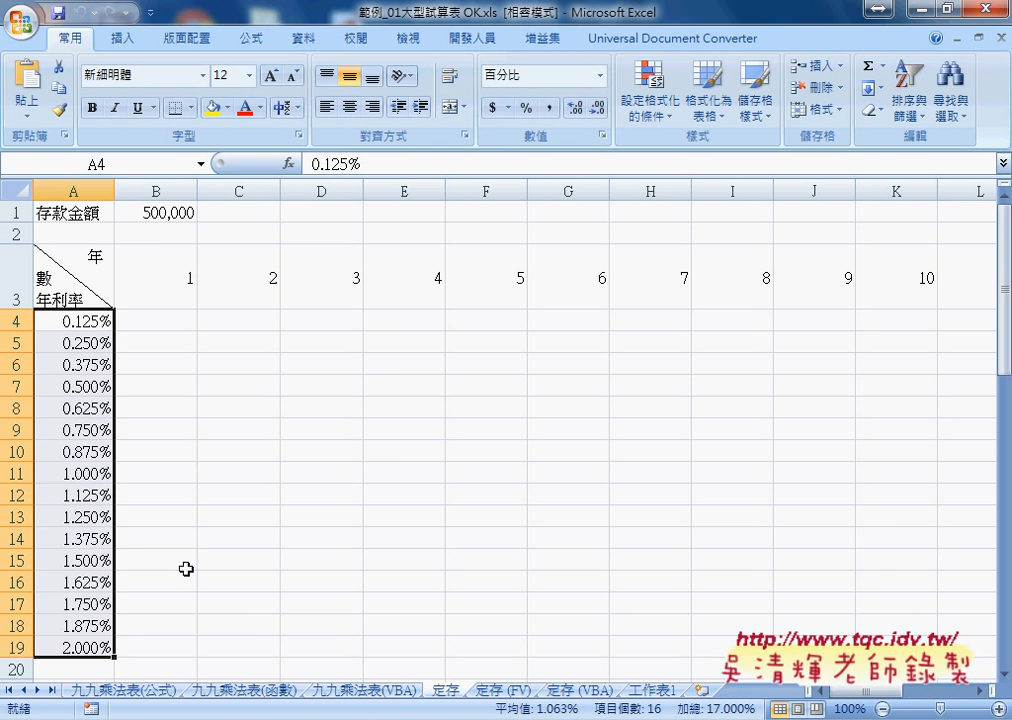 範例_01大型試算表 OK.xls [相容模式] - Microsoft Excel
常用 插入 版面配置 公式 資料 校閱 檢視 開發人員 增益集 Universal Document Converter
貼上 新細明體 12 百分比 設定格式化的條件 格式化為表格 儲存格樣式 插入 刪除 格式 排序與篩選 尋找與選取
剪貼簿 字型 對齊方式 數值 樣式 儲存格 編輯
A4 fx 0.125%
A B C D E F G H I J K L
1 存款金額 500,000
2
年
數 1 2 3 4 5 6 7 8 9 10
3 年利率
4 0.125%
5 0.250%
6 0.375%
7 0.500%
8 0.625%
9 0.750%
10 0.875%
11 1.000%
12 1.125%
13 1.250%
14 1.375%
15 1.500%
16 1.625%
17 1.750%
18 1.875%
19 2.000%
20
http://www.tqc.idv.tw/
吳清輝老師錄製
九九乘法表(公式) 九九乘法表(函數) 九九乘法表(VBA) 定存 定存 (FV) 定存 (VBA) 工作表1
就緒 平均值: 1.063% 項目個數: 16 加總: 17.000% 100%